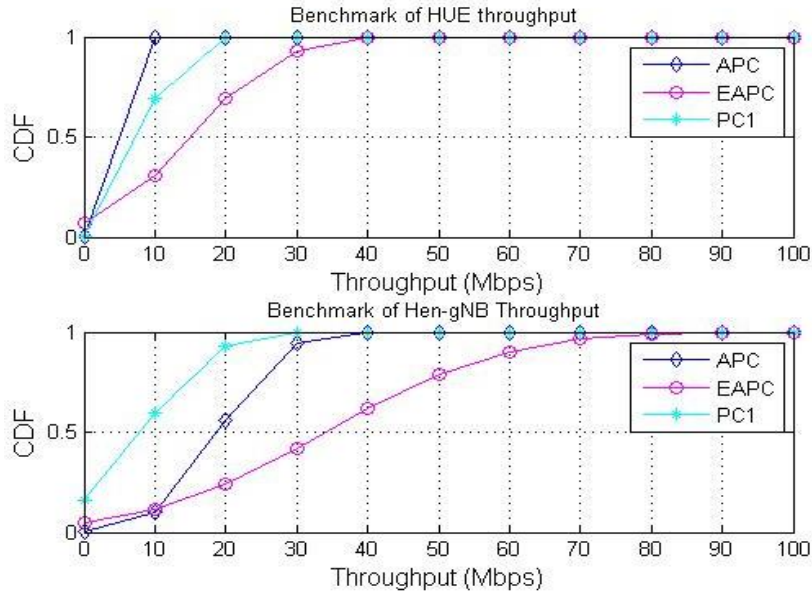 Benchmark of HUE throughput
1
0.5
0
CDF
APC
EAPC
PC1
0 10 20 30 40 50 60 70 80 90 100
Throughput (Mbps)
Benchmark of Hen-gNB Throughput
1
0.5
0
CDF
APC
EAPC
PC1
0 10 20 30 40 50 60 70 80 90 100
Throughput (Mbps)